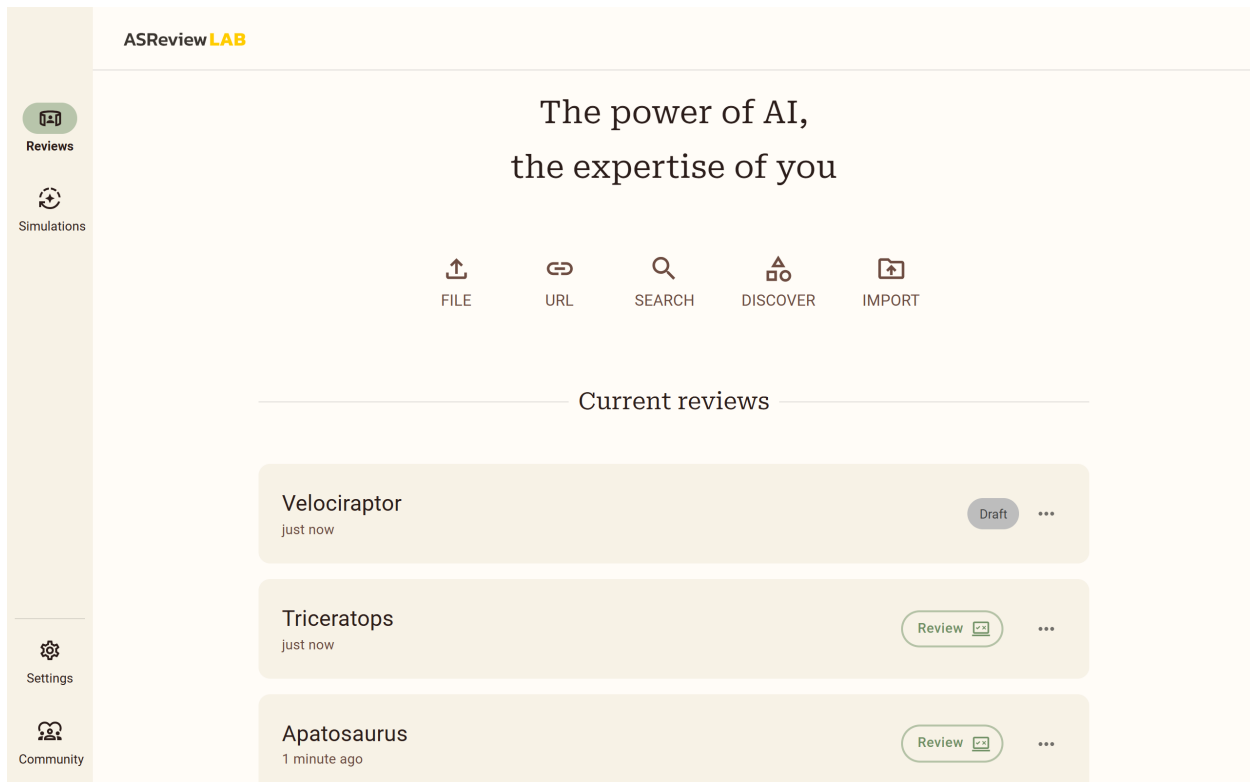 ASReview LAB
Reviews
Simulations
Settings
Community
The power of AI,
the expertise of you
FILE
URL
SEARCH
DISCOVER
IMPORT
Current reviews
Velociraptor
just now
Draft
Triceratops
just now
Review
Apatosaurus
1 minute ago
Review